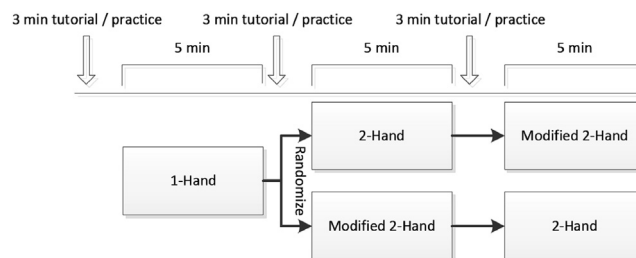 3 min tutorial / practice
3 min tutorial / practice
3 min tutorial / practice
5 min
5 min
5 min
1-Hand
Randomize
2-Hand
Modified 2-Hand
Modified 2-Hand
2-Hand